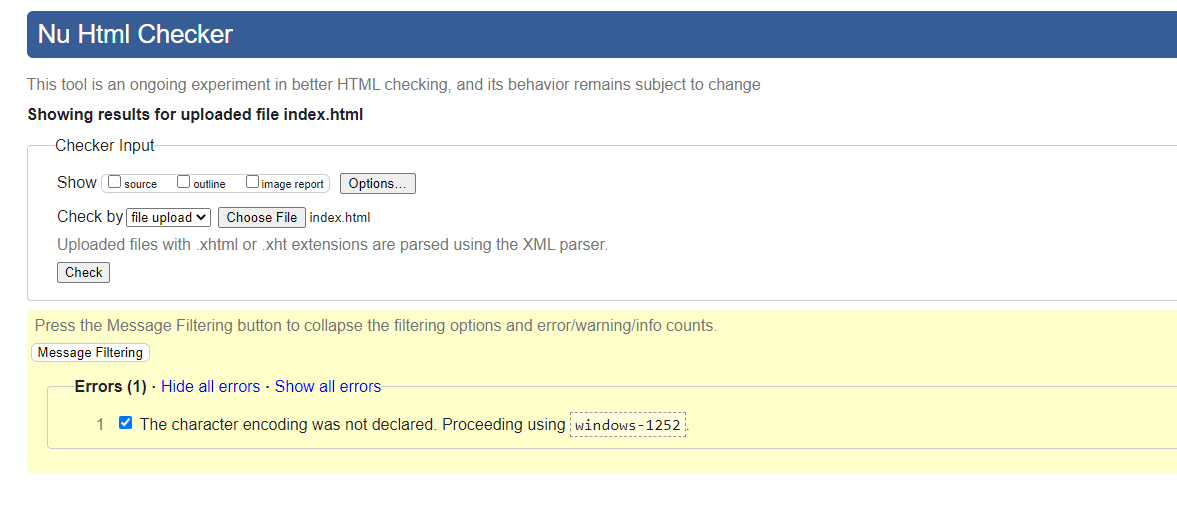 Nu Html Checker
This tool is an ongoing experiment in better HTML checking, and its behavior remains subject to change
Showing results for uploaded file index.html
Checker Input
Show source outline image report Options...
Check by file upload Choose File index.html
Uploaded files with .xhtml or .xht extensions are parsed using the XML parser.
Check
Press the Message Filtering button to collapse the filtering options and error/warning/info counts.
Message Filtering
Errors (1) · Hide all errors · Show all errors
1 The character encoding was not declared. Proceeding using windows-1252.